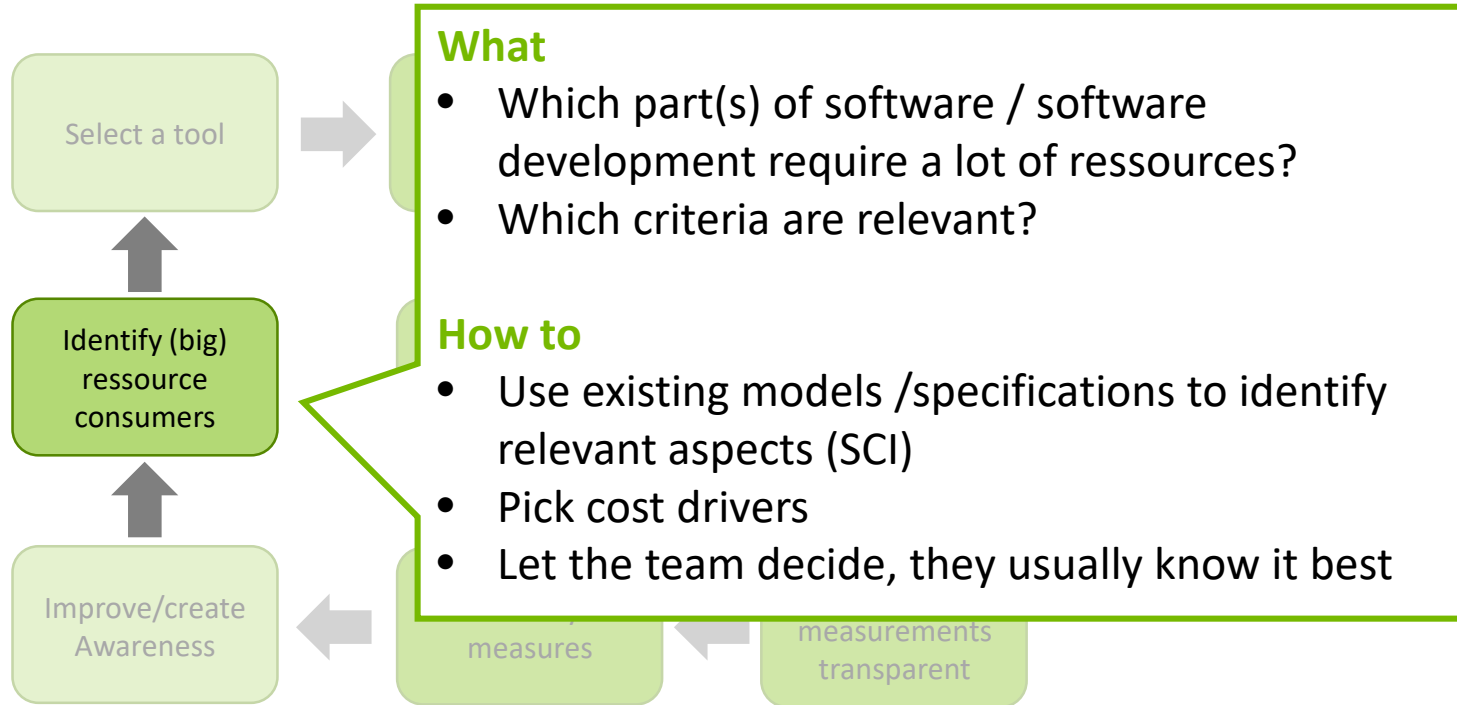 What
• Which part(s) of software / software
development require a lot of ressources?
• Which criteria are relevant?
How to
• Use existing models /specifications to identify
relevant aspects (SCI)
• Pick cost drivers
• Let the team decide, they usually know it best
Select a tool
Identify (big)
ressource
consumers
Improve/create
Awareness
measures
measurements
transparent